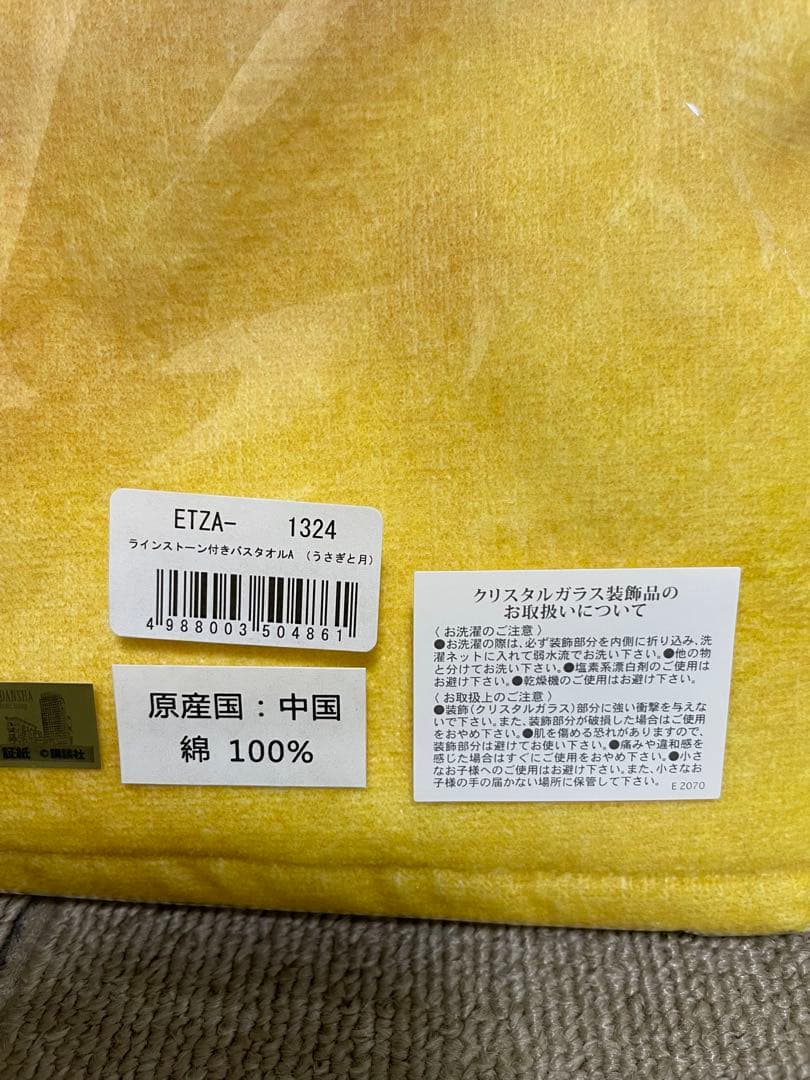 ETZA- 1324
ラインストーン付きバスタオルA (うさぎと月)
4 988003 504861
原産国：中国
綿 100%
DANSHA
証紙 ©講談社
クリスタルガラス装飾品の
お取扱いについて
〈お洗濯のご注意〉
●お洗濯の際は、必ず装飾部分を内側に折り込み、洗
濯ネットに入れて弱水流でお洗い下さい。●他の物
と分けてお洗い下さい。●塩素系漂白剤のご使用は
お避け下さい。●乾燥機のご使用はお避け下さい。
〈お取扱上のご注意〉
●装飾(クリスタルガラス)部分に強い衝撃を与えな
いで下さい。また、装飾部分が破損した場合はご使用
をおやめ下さい。●肌を傷める恐れがありますので、
装飾部分は避けてお使い下さい。●痛みや違和感を
感じた場合はすぐにご使用をおやめ下さい。●小さ
なお子様へのご使用はお避け下さい。また、小さなお
子様の手の届かない場所に保管して下さい。 E 2070